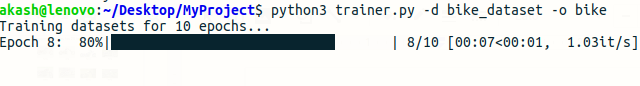 akash@lenovo:~/Desktop/MyProject$ python3 trainer.py -d bike_dataset -o bike
Training datasets for 10 epochs...
Epoch 8:  80%|████████████████████████      | 8/10 [00:07<00:01,  1.03it/s]